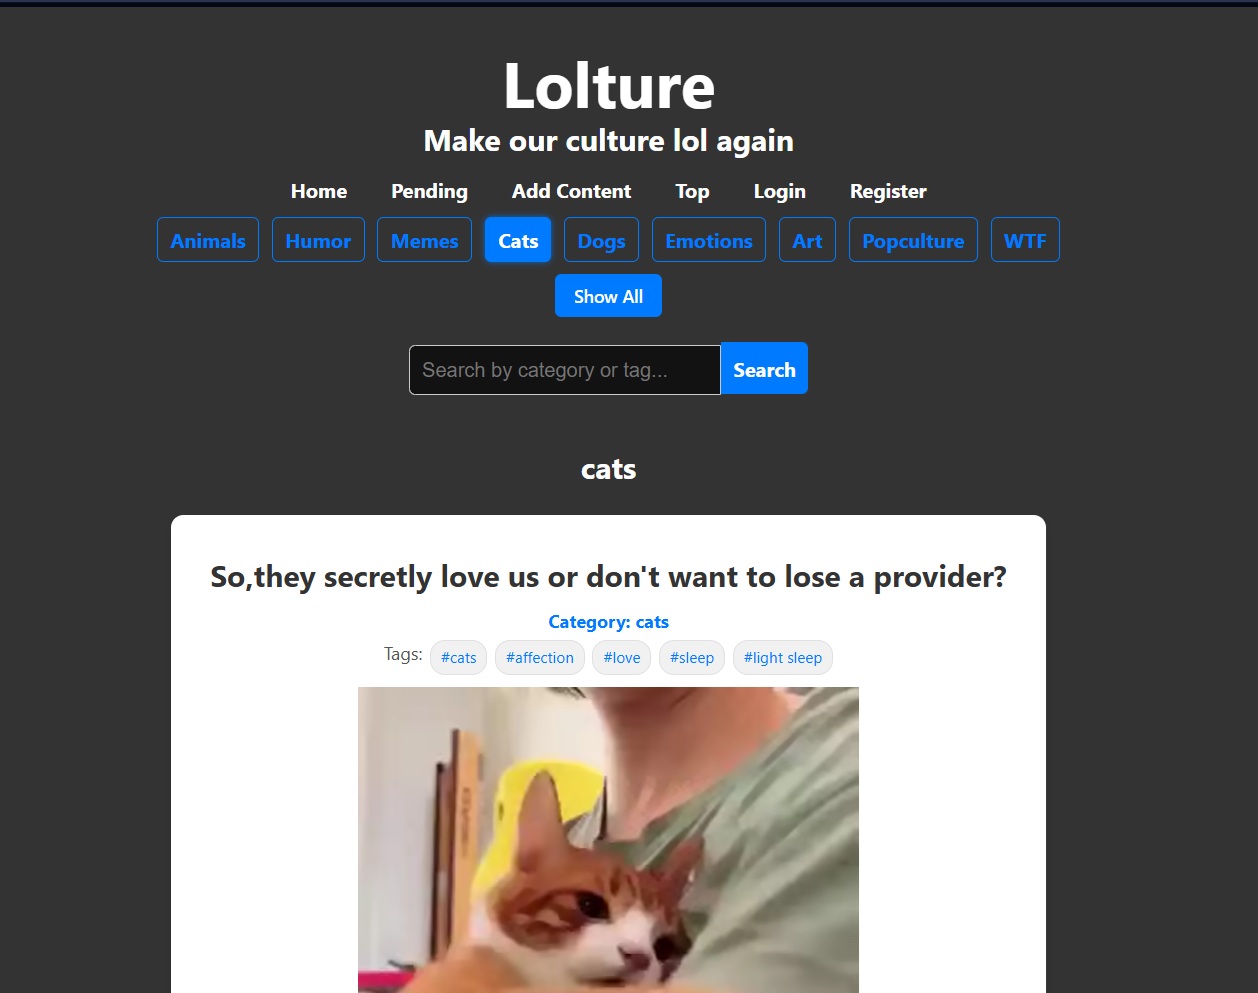 Lolture
Make our culture lol again
Home Pending Add Content Top Login Register
Animals Humor Memes Cats Dogs Emotions Art Popculture WTF
Show All
Search by category or tag... Search
cats
So,they secretly love us or don't want to lose a provider?
Category: cats
Tags: #cats #affection #love #sleep #light sleep